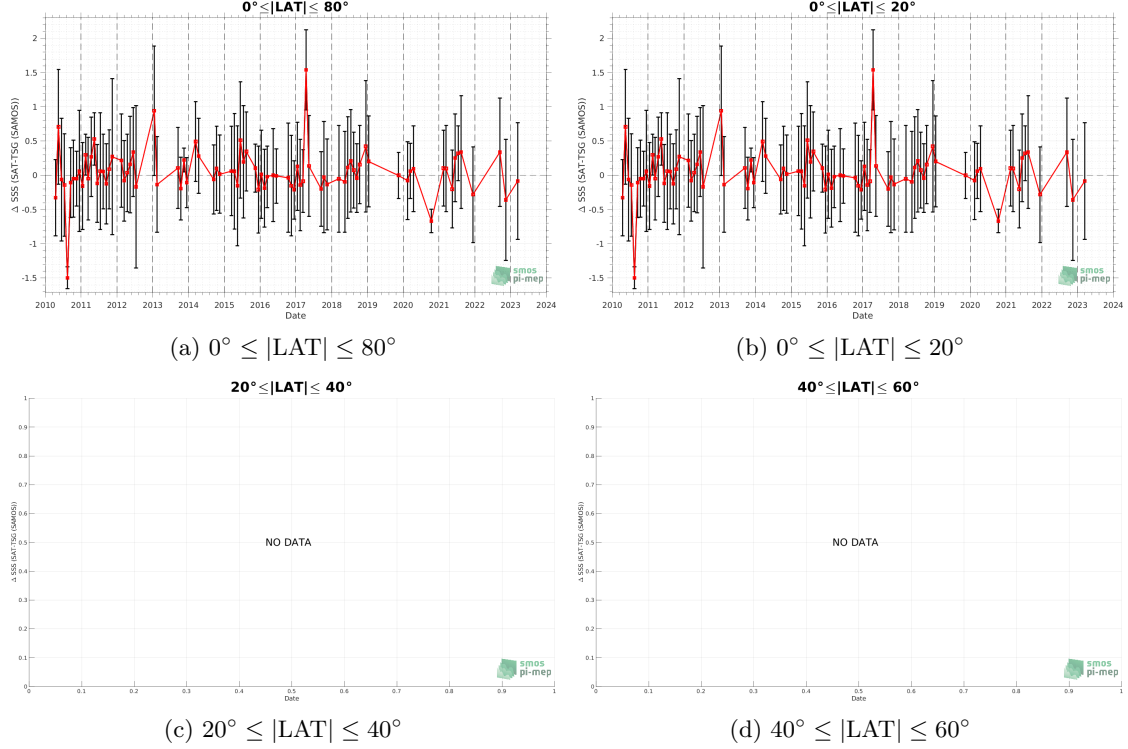 0°≤|LAT|≤ 80°
Δ SSS (SAT-TSG (SAMOS))
2
1.5
1
0.5
0
-0.5
-1
-1.5
2010 2011 2012 2013 2014 2015 2016 2017 2018 2019 2020 2021 2022 2023 2024
Date
smos
pi-mep
(a) 0° ≤ |LAT| ≤ 80°
0°≤|LAT|≤ 20°
Δ SSS (SAT-TSG (SAMOS))
2
1.5
1
0.5
0
-0.5
-1
-1.5
2010 2011 2012 2013 2014 2015 2016 2017 2018 2019 2020 2021 2022 2023 2024
Date
smos
pi-mep
(b) 0° ≤ |LAT| ≤ 20°
20°≤|LAT|≤ 40°
Δ SSS (SAT-TSG (SAMOS))
1
0.9
0.8
0.7
0.6
0.5
0.4
0.3
0.2
0.1
0
NO DATA
0 0.1 0.2 0.3 0.4 0.5 0.6 0.7 0.8 0.9 1
Date
smos
pi-mep
(c) 20° ≤ |LAT| ≤ 40°
40°≤|LAT|≤ 60°
Δ SSS (SAT-TSG (SAMOS))
1
0.9
0.8
0.7
0.6
0.5
0.4
0.3
0.2
0.1
0
NO DATA
0 0.1 0.2 0.3 0.4 0.5 0.6 0.7 0.8 0.9 1
Date
smos
pi-mep
(d) 40° ≤ |LAT| ≤ 60°